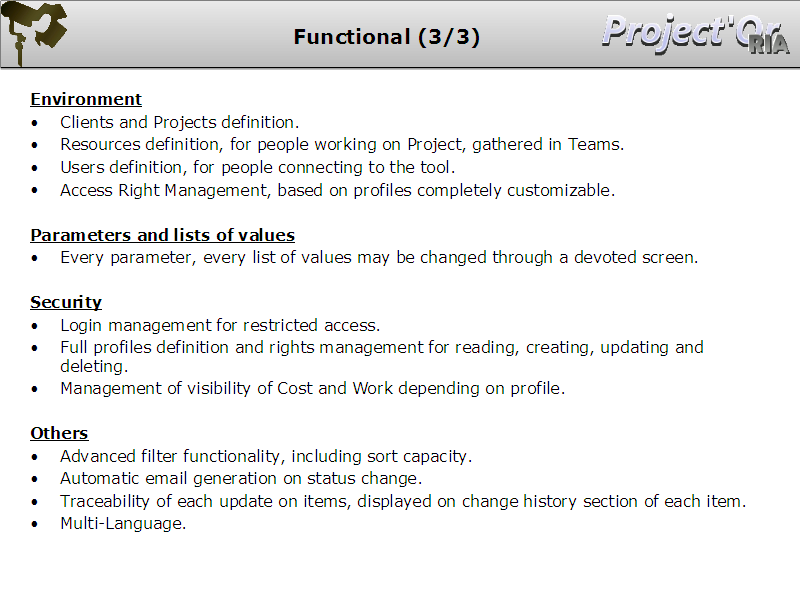 Functional (3/3)
Project'Or
RIA
Environment
• Clients and Projects definition.
• Resources definition, for people working on Project, gathered in Teams.
• Users definition, for people connecting to the tool.
• Access Right Management, based on profiles completely customizable.
Parameters and lists of values
• Every parameter, every list of values may be changed through a devoted screen.
Security
• Login management for restricted access.
• Full profiles definition and rights management for reading, creating, updating and
deleting.
• Management of visibility of Cost and Work depending on profile.
Others
• Advanced filter functionality, including sort capacity.
• Automatic email generation on status change.
• Traceability of each update on items, displayed on change history section of each item.
• Multi-Language.